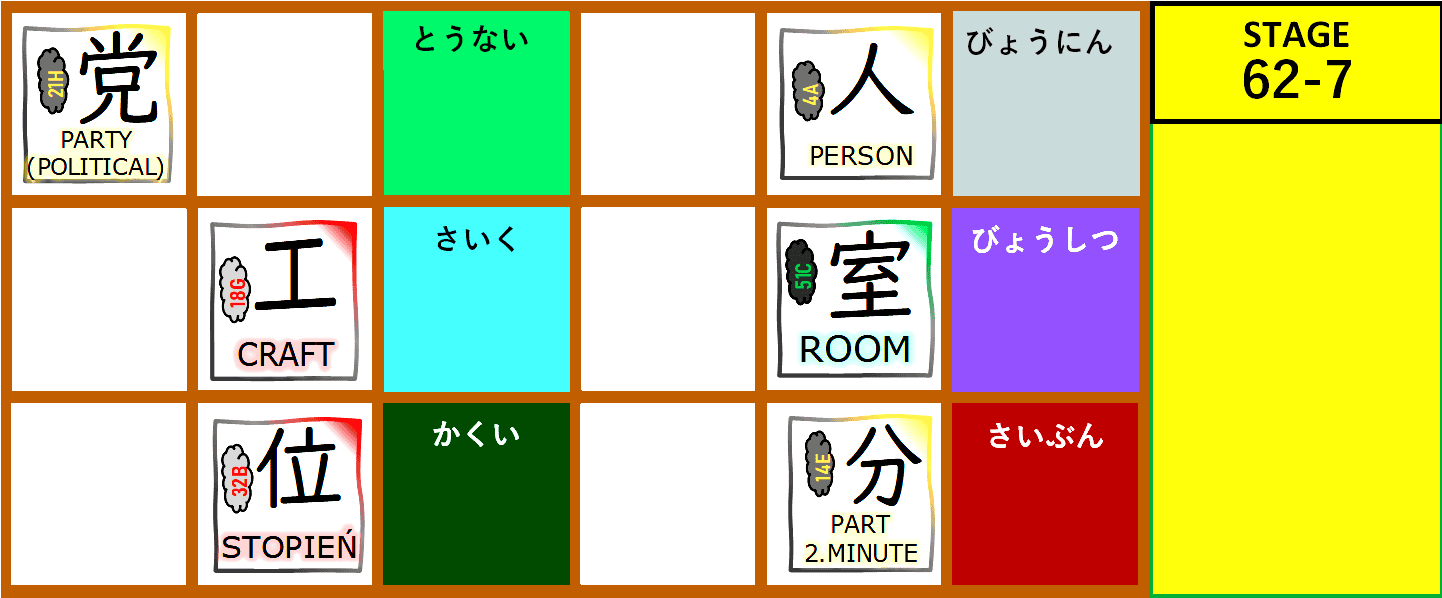 党
21H
PARTY
(POLITICAL)
とうない
人
4A
PERSON
びょうにん
STAGE
62-7
工
18G
CRAFT
さいく
室
51C
ROOM
びょうしつ
位
32B
STOPIEŃ
かくい
分
14E
PART
2.MINUTE
さいぶん